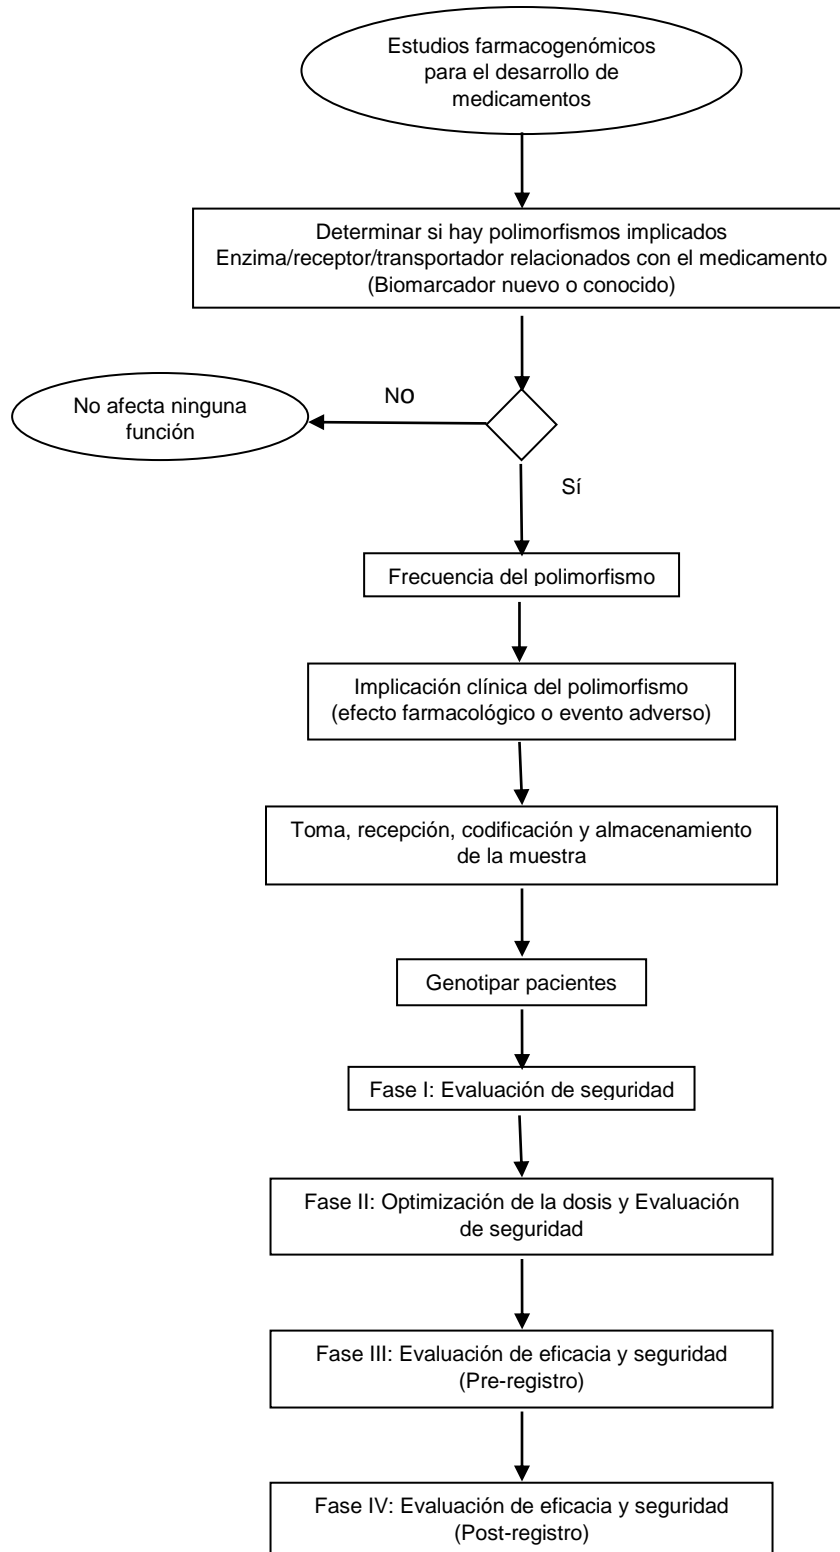 Estudios farmacogenómicos
para el desarrollo de
medicamentos
Determinar si hay polimorfismos implicados
Enzima/receptor/transportador relacionados con el medicamento
(Biomarcador nuevo o conocido)
No
No afecta ninguna
función
Sí
Frecuencia del polimorfismo
Implicación clínica del polimorfismo
(efecto farmacológico o evento adverso)
Toma, recepción, codificación y almacenamiento
de la muestra
Genotipar pacientes
Fase I: Evaluación de seguridad
Fase II: Optimización de la dosis y Evaluación
de seguridad
Fase III: Evaluación de eficacia y seguridad
(Pre-registro)
Fase IV: Evaluación de eficacia y seguridad
(Post-registro)